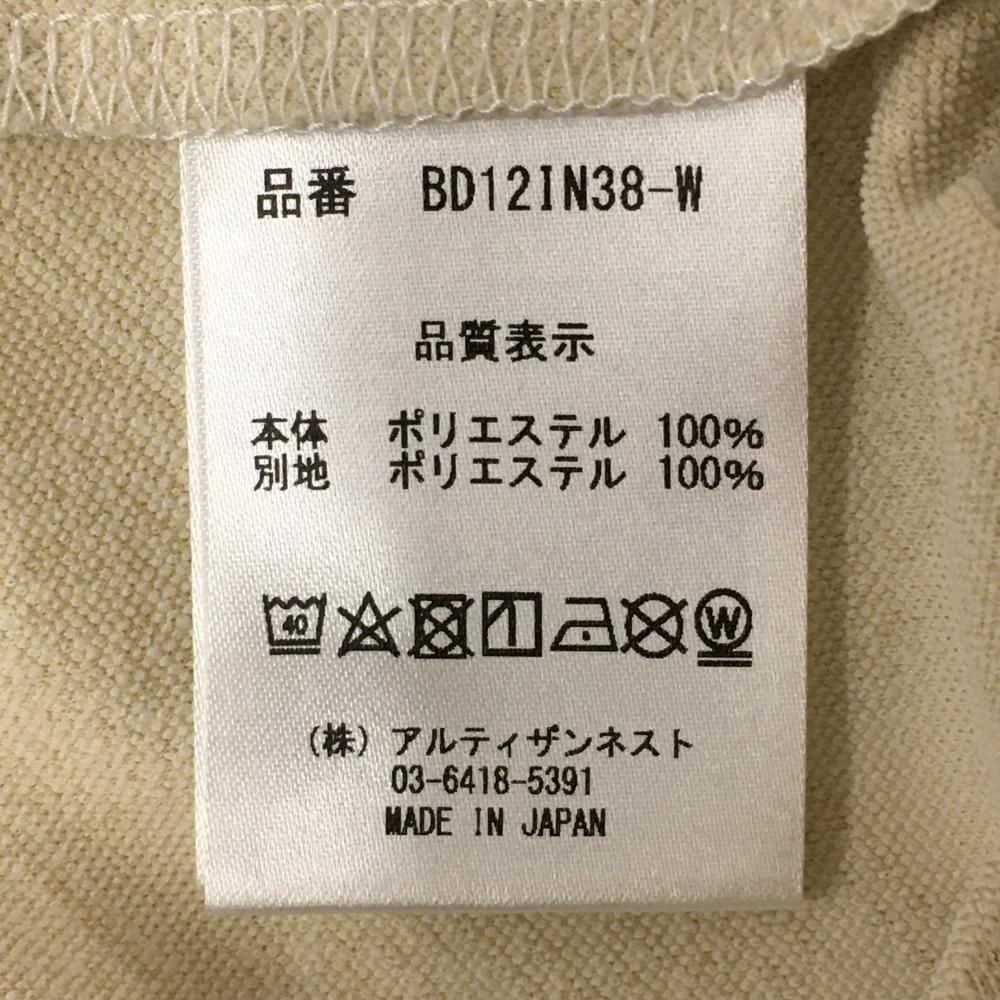 品番 BD12IN38-W
品質表示
本体 ポリエステル 100%
別地 ポリエステル 100%
40 W
(株)アルティザンネスト
03-6418-5391
MADE IN JAPAN